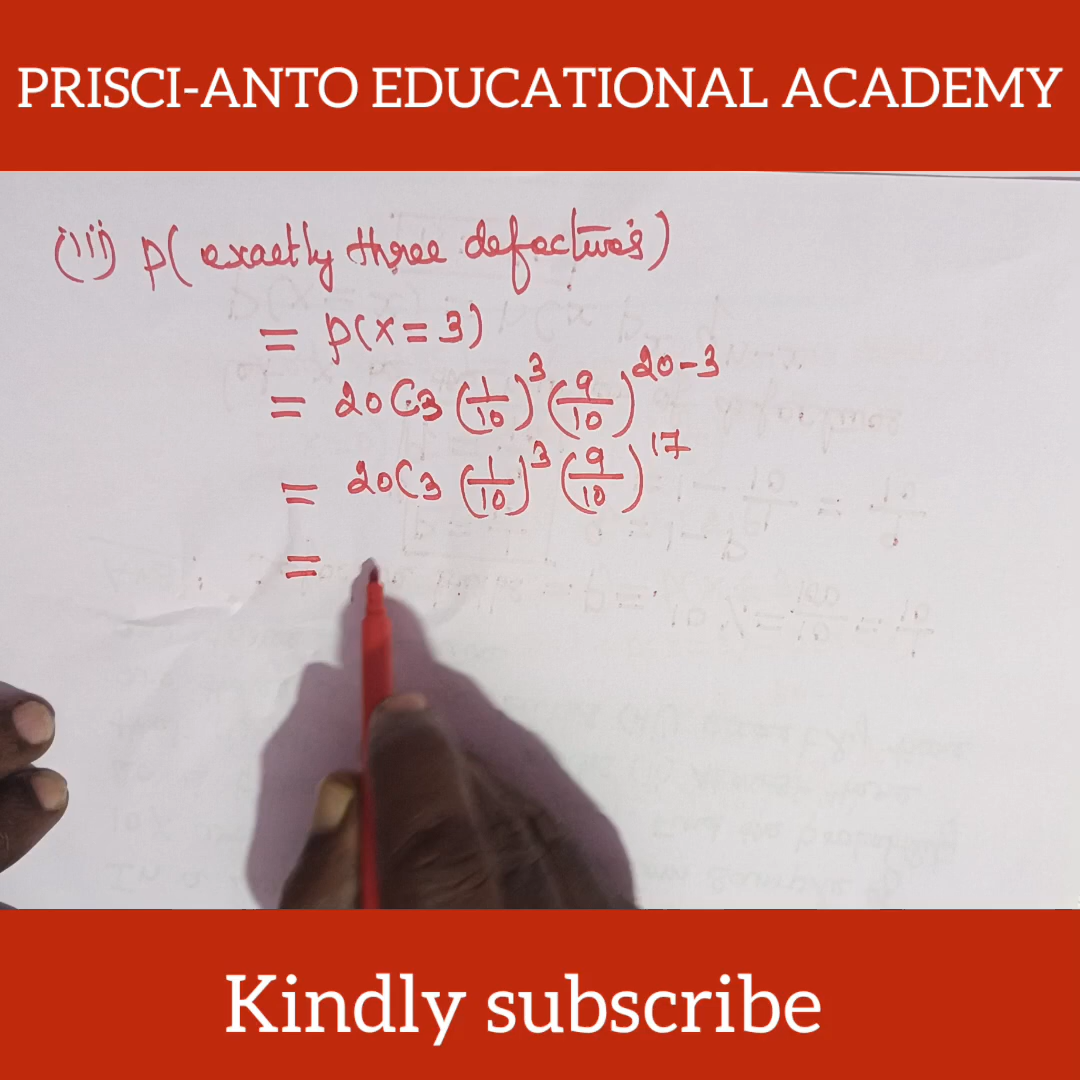 PRISCI-ANTO EDUCATIONAL ACADEMY
(iii) P( exactly three defectives)
= P(X=3)
= 20C3 (1/10)^3 (9/10)^20-3
= 20C3 (1/10)^3 (9/10)^17
=
Kindly subscribe